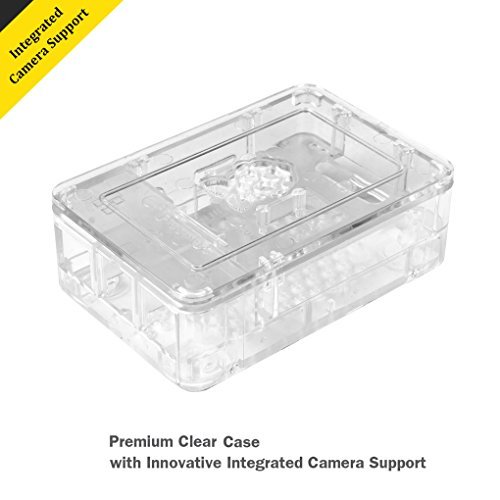 Integrated
Camera Support
Premium Clear Case
with Innovative Integrated Camera Support